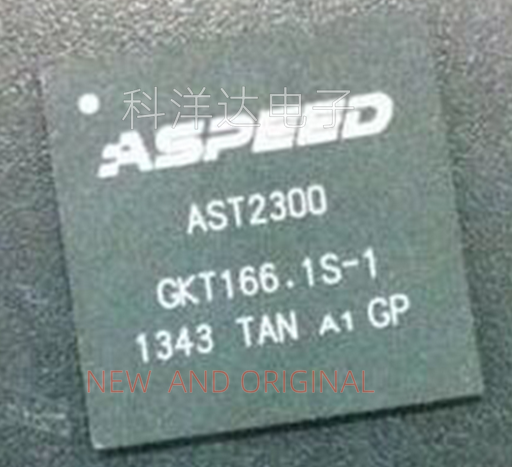 科洋达电子
ASPEED
AST2300
GKT166.1S-1
1343 TAN A1 GP
NEW AND ORIGINAL